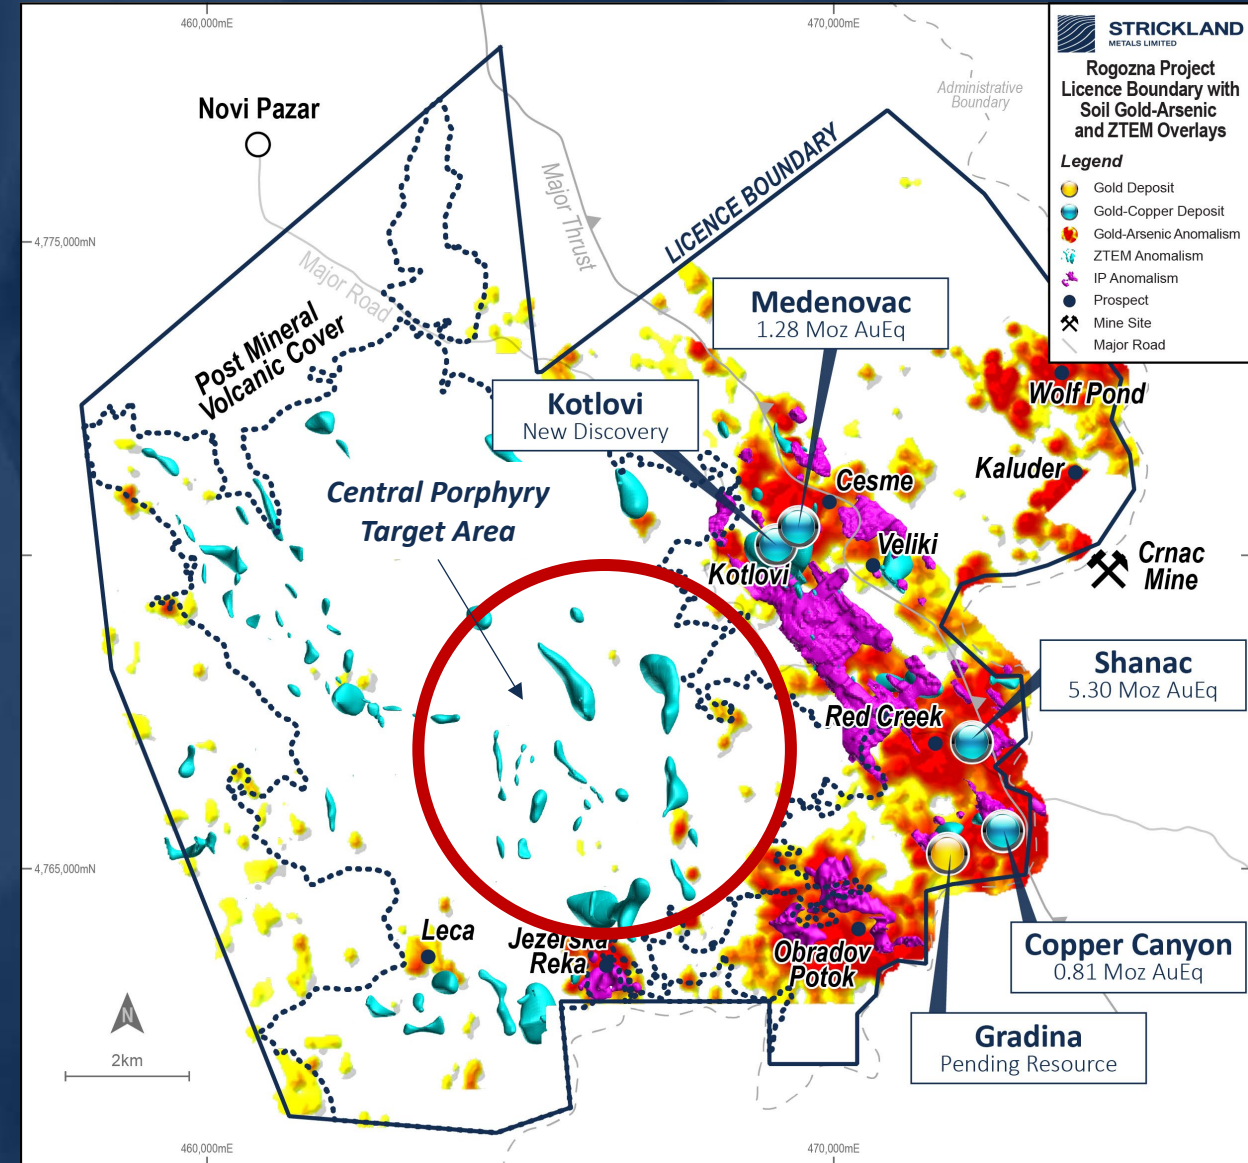 460,000mE
470,000mE
STRICKLAND
METALS LIMITED
Rogozna Project
Licence Boundary with
Soil Gold-Arsenic
and ZTEM Overlays
Legend
Gold Deposit
Gold-Copper Deposit
Gold-Arsenic Anomalism
ZTEM Anomalism
IP Anomalism
Prospect
Mine Site
Major Road
Administrative
Boundary
Novi Pazar
Major Thrust
LICENCE BOUNDARY
4,775,000mN
Major Road
Medenovac
1.28 Moz AuEq
Post Mineral
Volcanic Cover
Wolf Pond
Kotlovi
New Discovery
Kaluder
Cesme
Central Porphyry
Target Area
Veliki
Crnac
Mine
Kotlovi
Shanac
5.30 Moz AuEq
Red Creek
4,765,000mN
Leca
Jezerska
Reka
Obradov
Potok
Copper Canyon
0.81 Moz AuEq
N
2km
Gradina
Pending Resource
460,000mE
470,000mE